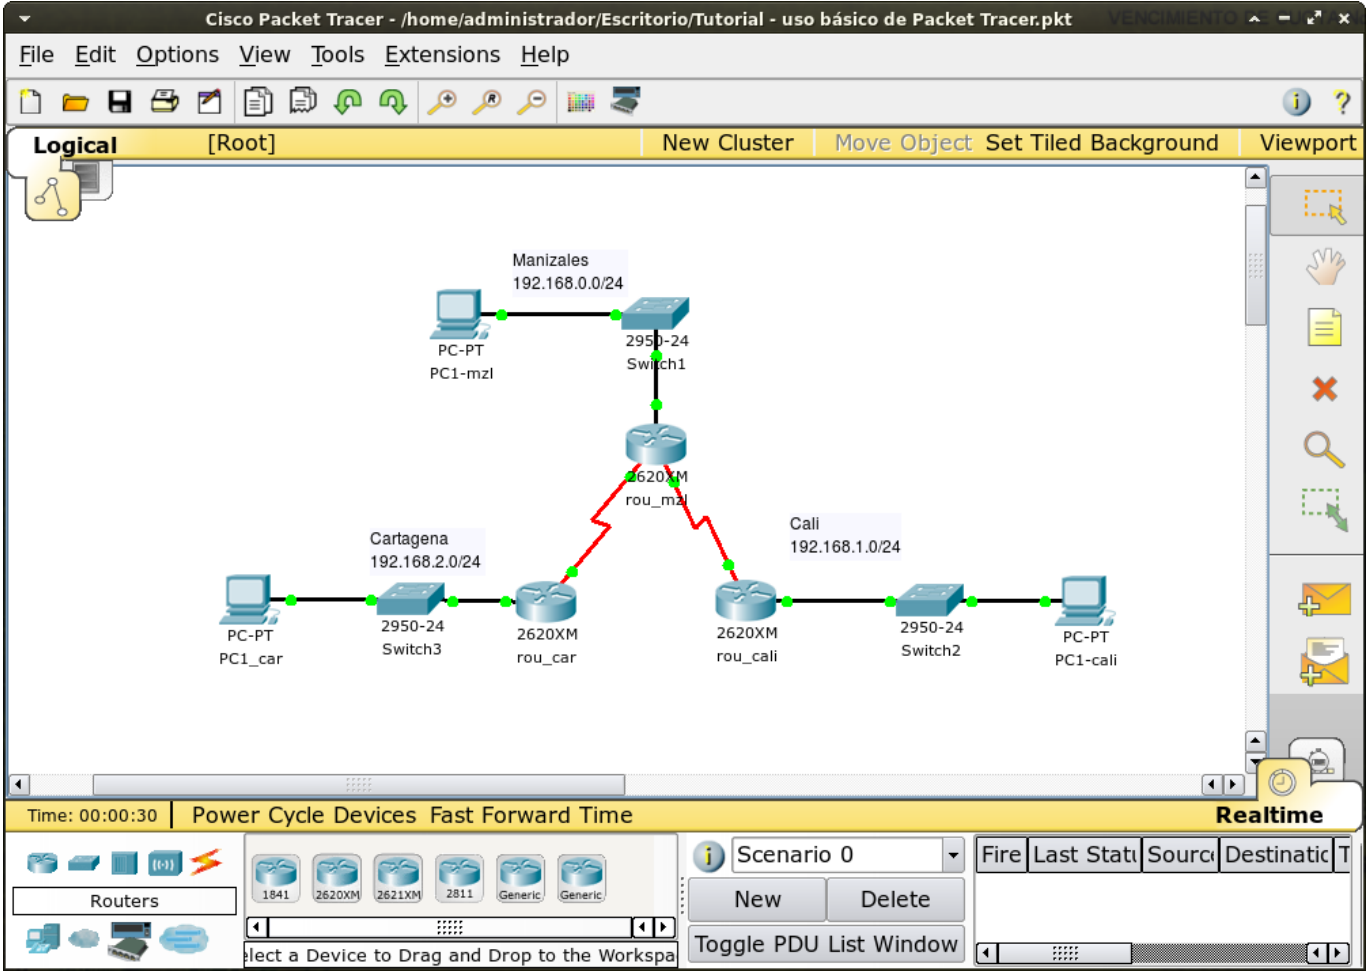 Cisco Packet Tracer - /home/administrador/Escritorio/Tutorial - uso básico de Packet Tracer.pkt
VENCIMIENTO DE
File Edit Options View Tools Extensions Help
Logical [Root] New Cluster Move Object Set Tiled Background Viewport
Manizales
192.168.0.0/24
PC-PT
PC1-mzl
2950-24
Switch1
2620XM
rou_mzl
Cartagena
192.168.2.0/24
Cali
192.168.1.0/24
PC-PT
PC1_car
2950-24
Switch3
2620XM
rou_car
2620XM
rou_cali
2950-24
Switch2
PC-PT
PC1-cali
Time: 00:00:30 Power Cycle Devices Fast Forward Time Realtime
Routers
1841 2620XM 2621XM 2811 Generic Generic
elect a Device to Drag and Drop to the Workspa
Scenario 0
New Delete
Toggle PDU List Window
Fire Last Statu Source Destinatic T